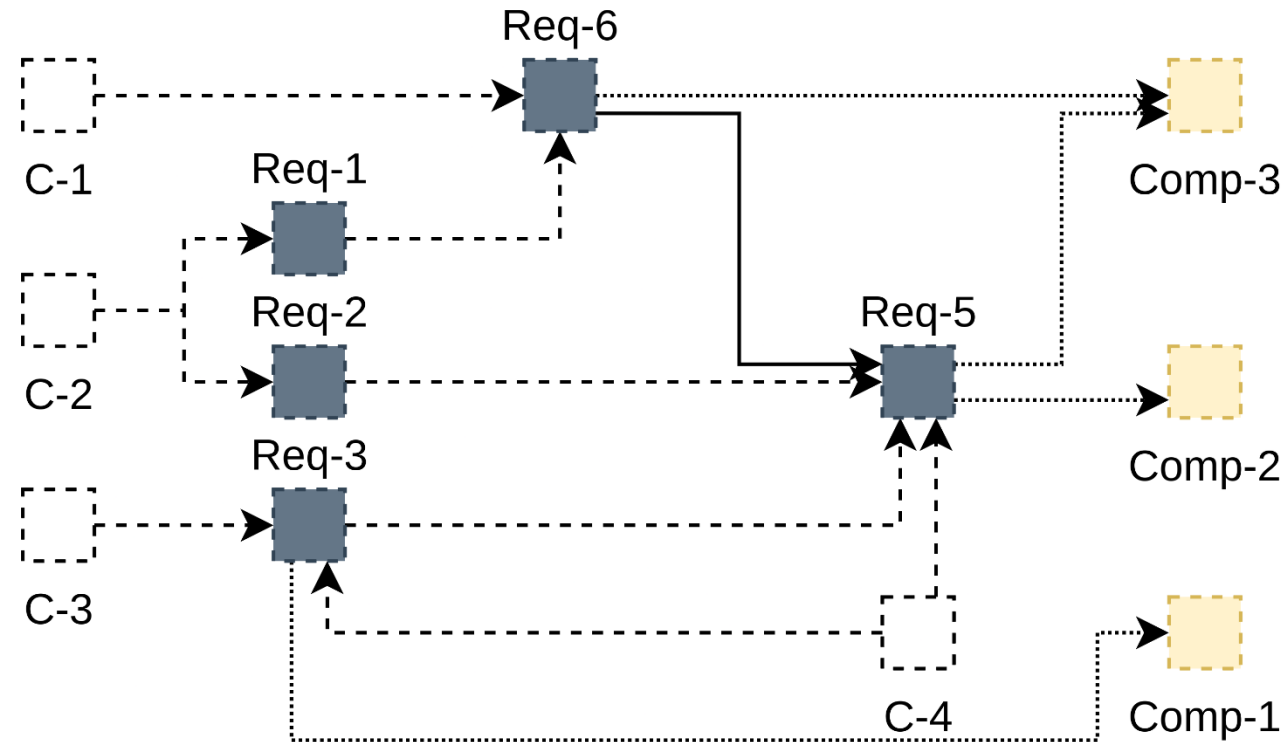 Req-6
C-1
Req-1
Comp-3
Req-2
Req-5
C-2
Req-3
Comp-2
C-3
C-4
Comp-1